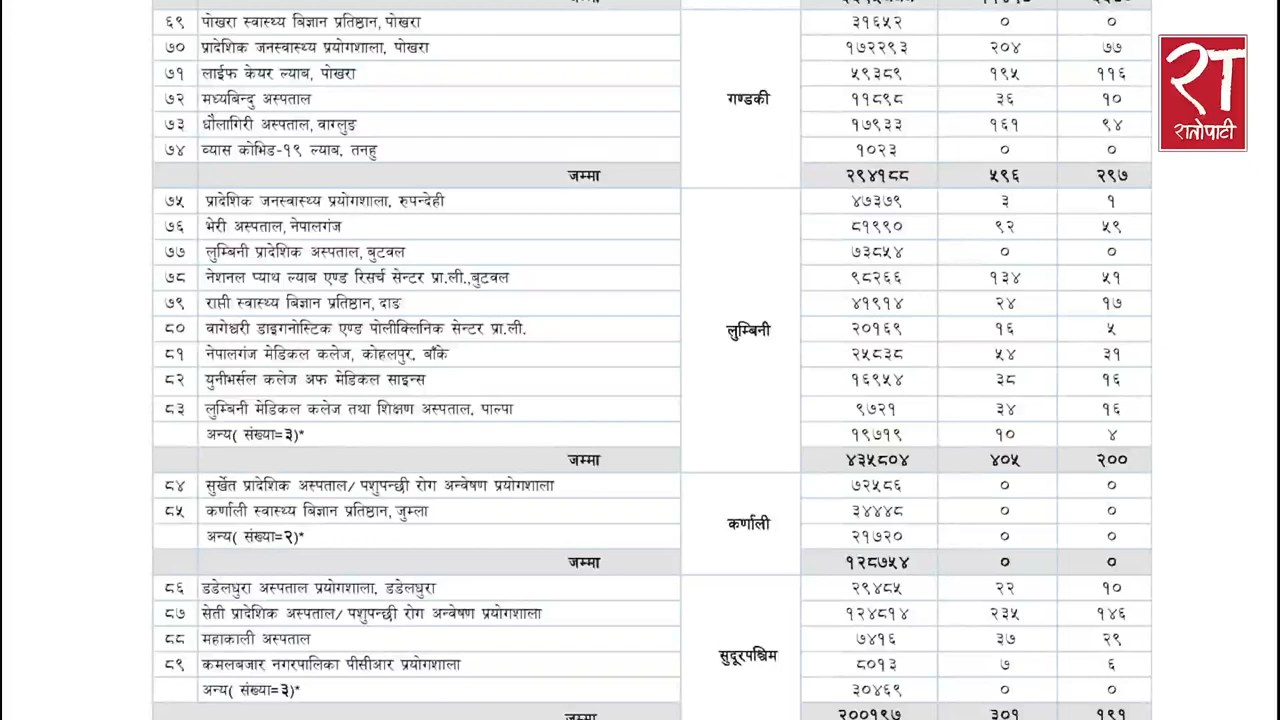 जम्मा
६९ पोखरा स्वास्थ्य बिज्ञान प्रतिष्ठान, पोखरा ३१६५२ ० ०
७० प्रादेशिक जनस्वास्थ्य प्रयोगशाला, पोखरा १७२२९३ २०४ ७७
७१ लाईफ केयर ल्याब, पोखरा ५९३८९ १९५ ११६
७२ मध्यबिन्दु अस्पताल ११८९८ ३६ १०
गण्डकी
७३ धौलागिरी अस्पताल, वाग्लुङ १७९३३ १६१ ९४
७४ व्यास कोभिड-१९ ल्याब, तनहु १०२३ ० ०
जम्मा २९४१८८ ५९६ २९७
७५ प्रादेशिक जनस्वास्थ्य प्रयोगशाला, रुपन्देही ४७३७९ ३ १
७६ भेरी अस्पताल, नेपालगंज ८१९९० ९२ ५९
७७ लुम्बिनी प्रादेशिक अस्पताल, बुटवल ७३८५४ ० ०
७८ नेशनल प्याथ ल्याब एण्ड रिसर्च सेन्टर प्रा.ली.,बुटवल ९८२६६ १३४ ५१
७९ राप्ती स्वास्थ्य बिज्ञान प्रतिष्ठान, दाङ ४१९१४ २४ १७
८० वागेश्वरी डाइगनोस्टिक एण्ड पोलीक्लिनिक सेन्टर प्रा.ली. लुम्बिनी २०१६९ १६ ५
८१ नेपालगंज मेडिकल कलेज, कोहलपुर, बाँके २५८३८ ५४ ३१
८२ युनीभर्सल कलेज अफ मेडिकल साइन्स १६९५४ ३८ १६
८३ लुम्बिनी मेडिकल कलेज तथा शिक्षण अस्पताल, पाल्पा ९७२१ ३४ १६
अन्य( संख्या=३)* १९७१९ १० ४
जम्मा ४३५८०४ ४०५ २००
८४ सुर्खेत प्रादेशिक अस्पताल/ पशुपन्छी रोग अन्वेषण प्रयोगशाला ७२५८६ ० ०
८५ कर्णाली स्वास्थ्य बिज्ञान प्रतिष्ठान, जुम्ला ३४४४८ ० ०
कर्णाली
अन्य( संख्या=२)* २१७२० ० ०
जम्मा १२८७५४ ० ०
८६ डडेलधुरा अस्पताल प्रयोगशाला, डडेलधुरा २९४८५ २२ १०
८७ सेती प्रादेशिक अस्पताल/ पशुपन्छी रोग अन्वेषण प्रयोगशाला १२४८१४ २३५ १४६
८८ महाकाली अस्पताल ७४१६ ३७ २९
सुदूरपश्चिम
८९ कमलबजार नगरपालिका पीसीआर प्रयोगशाला ८०१३ ७ ६
अन्य( संख्या=३)* ३०४६९ ० ०
जम्मा २००१९७ ३०१ १९१
रातोपाटी